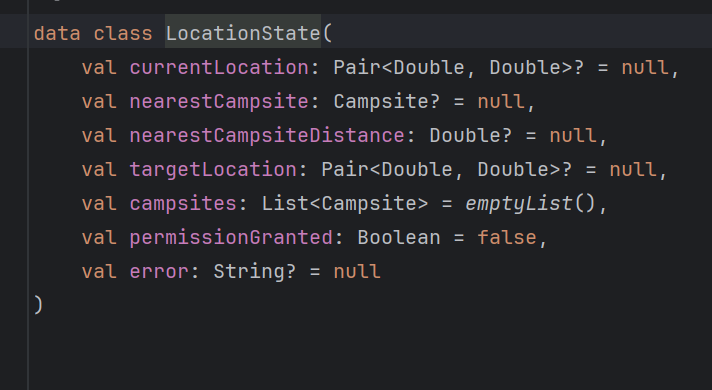 data class LocationState(
    val currentLocation: Pair<Double, Double>? = null,
    val nearestCampsite: Campsite? = null,
    val nearestCampsiteDistance: Double? = null,
    val targetLocation: Pair<Double, Double>? = null,
    val campsites: List<Campsite> = emptyList(),
    val permissionGranted: Boolean = false,
    val error: String? = null
)